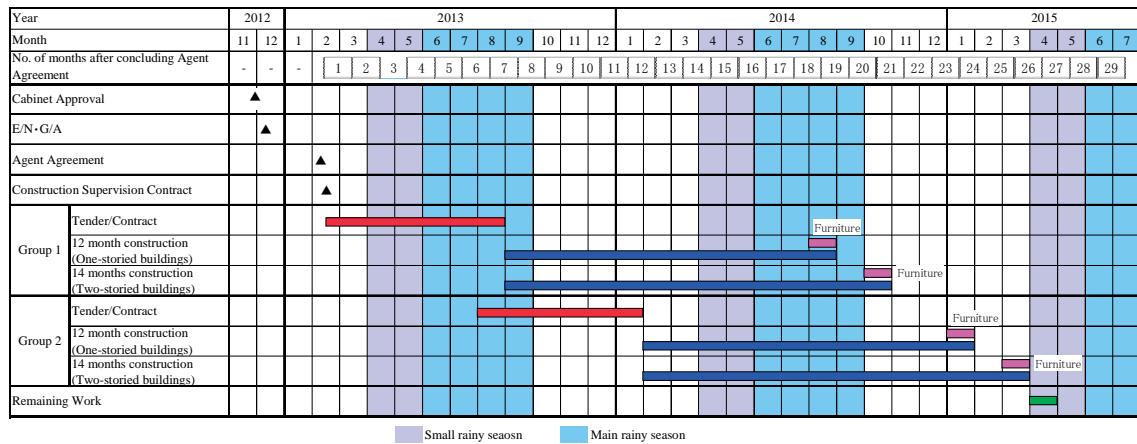 Year 2012 2013 2014 2015
Month 11 12 1 2 3 4 5 6 7 8 9 10 11 12 1 2 3 4 5 6 7 8 9 10 11 12 1 2 3 4 5 6 7
No. of months after concluding Agent
Agreement
- - - 1 2 3 4 5 6 7 8 9 10 11 12 13 14 15 16 17 18 19 20 21 22 23 24 25 26 27 28 29
Cabinet Approval ▲
E/N・G/A ▲
Agent Agreement ▲
Construction Supervision Contract ▲
Group 1
Tender/Contract
Furniture
12 month construction
(One-storied buildings)
14 months construction
Furniture
(Two-storied buildings)
Group 2
Tender/Contract
Furniture
12 month construction
(One-storied buildings)
14 months construction
Furniture
(Two-storied buildings)
Remaining Work
Small rainy seaosn
Main rainy season